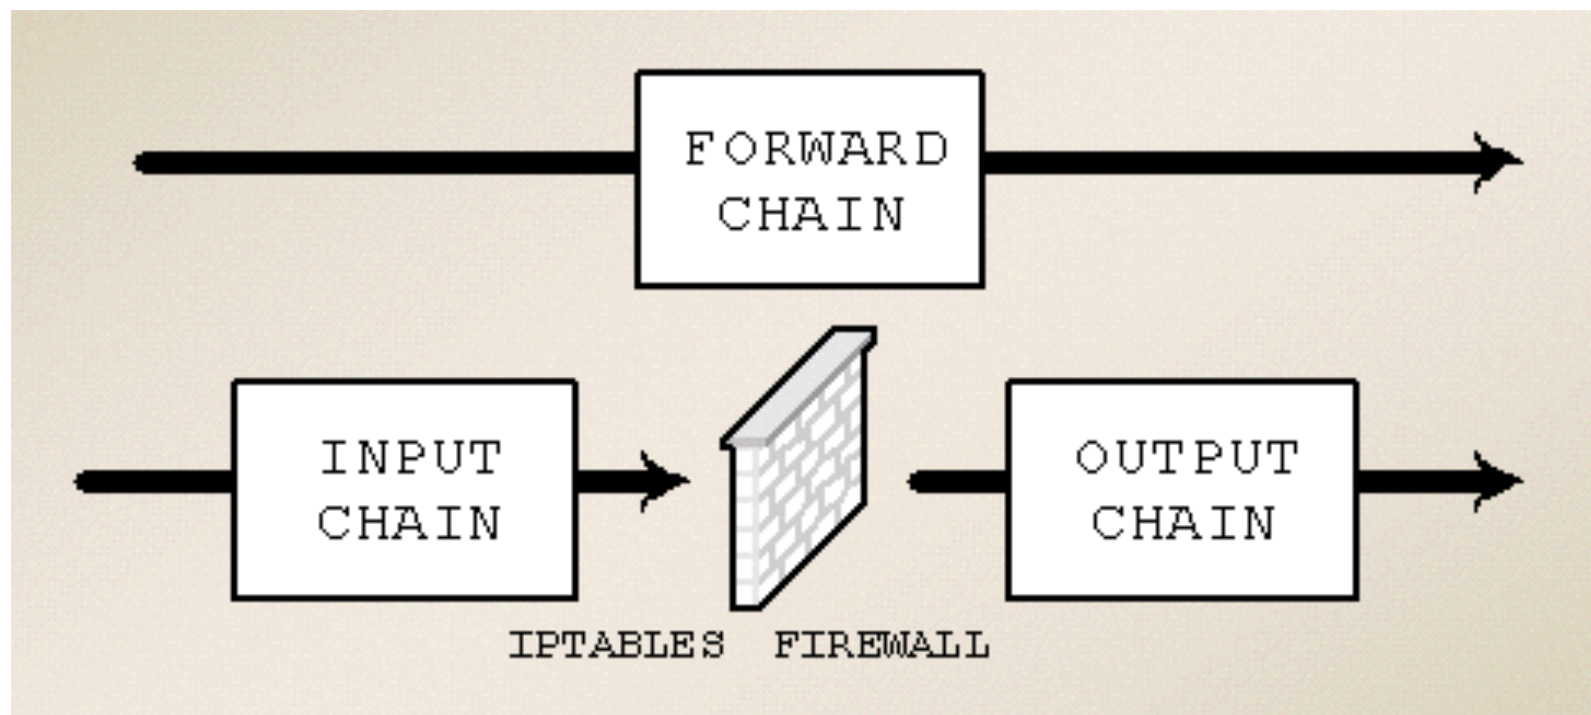 FORWARD
CHAIN
INPUT
CHAIN
OUTPUT
CHAIN
IPTABLES FIREWALL